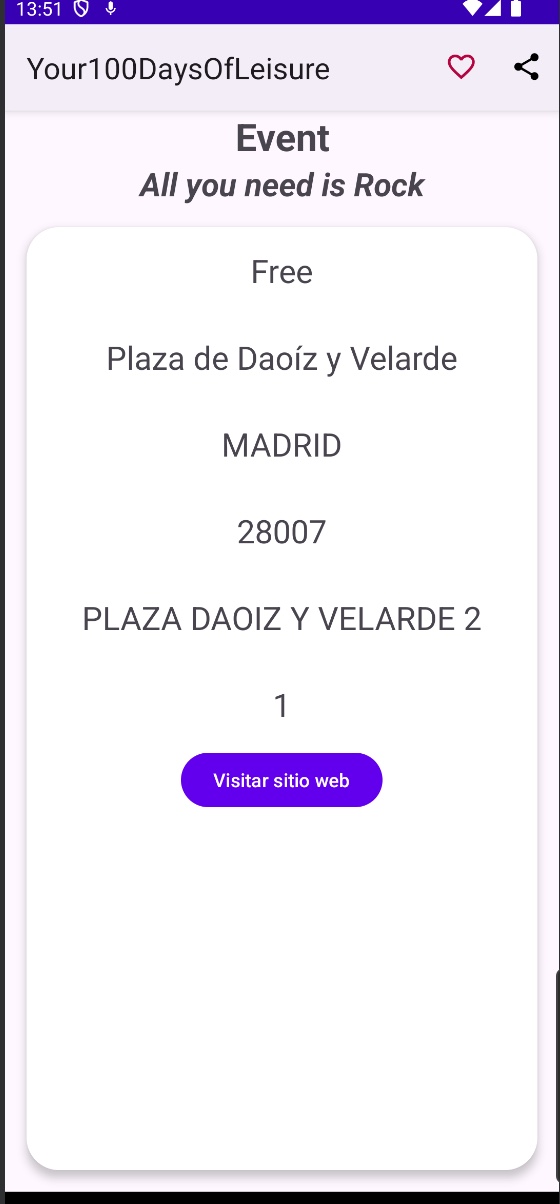 13:51
Your100DaysOfLeisure
Event
All you need is Rock
Free
Plaza de Daoíz y Velarde
MADRID
28007
PLAZA DAOIZ Y VELARDE 2
1
Visitar sitio web